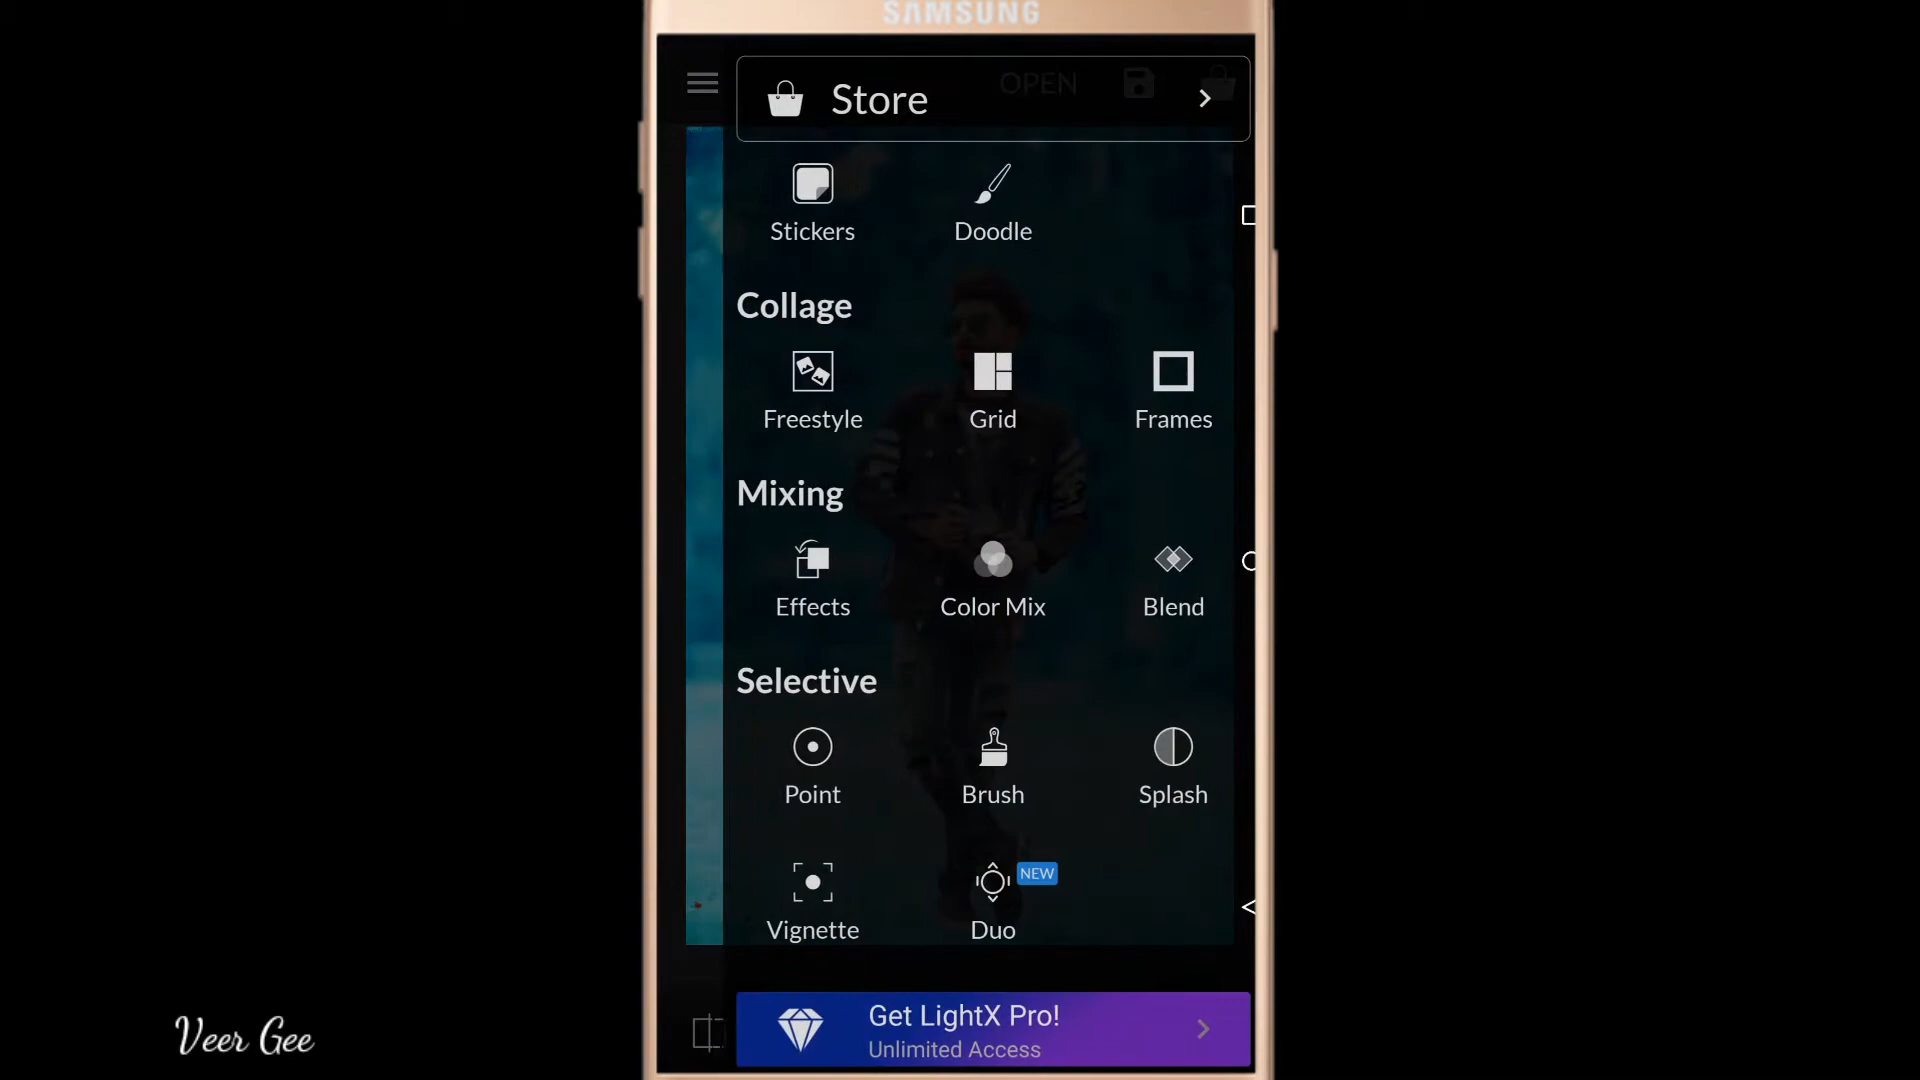 SAMSUNG
OPEN
Store
Stickers
Doodle
Collage
Freestyle
Grid
Frames
Mixing
Effects
Color Mix
Blend
Selective
Point
Brush
Splash
NEW
Vignette
Duo
Get LightX Pro!
Unlimited Access
Veer Gee